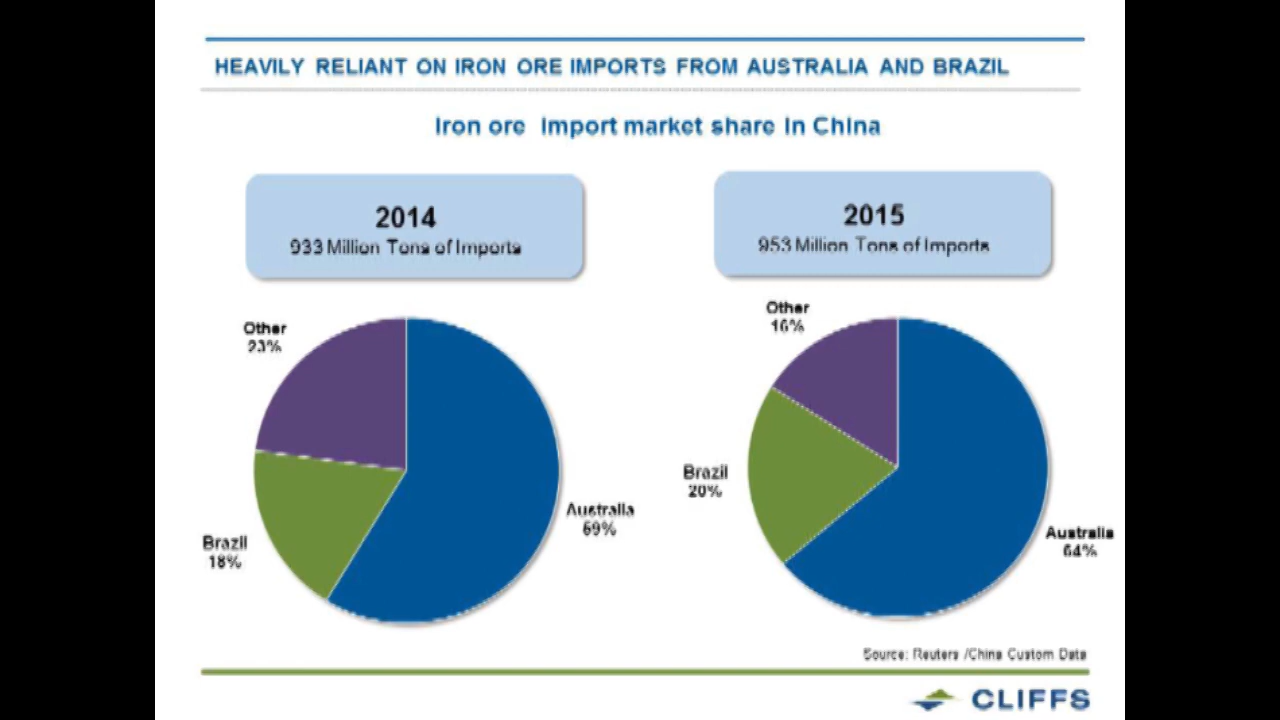 HEAVILY RELIANT ON IRON ORE IMPORTS FROM AUSTRALIA AND BRAZIL
Iron ore import market share in China
2014
933 Million Tons of Imports
2015
953 Million Tons of Imports
Other
23%
Brazil
18%
Australia
59%
Other
16%
Brazil
20%
Australia
64%
Source: Reuters /China Custom Data
CLIFFS